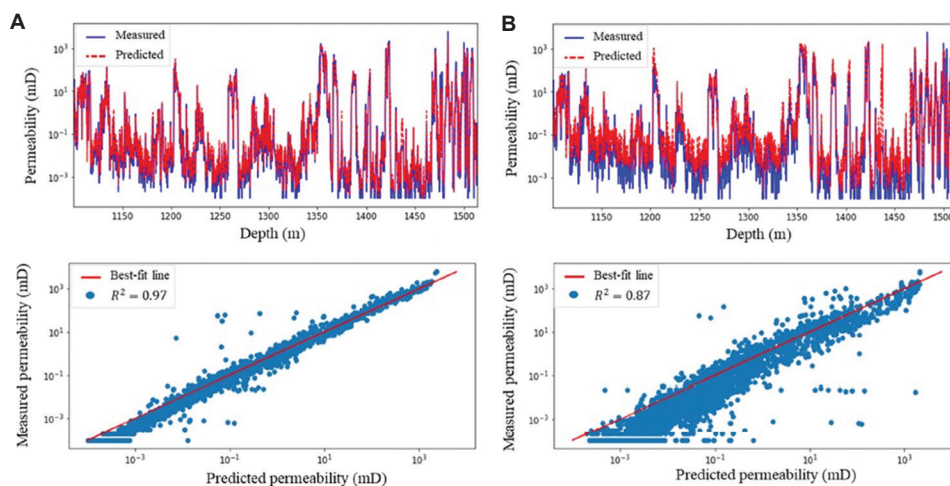 A
B
Measured
Predicted
Permeability (mD)
10³
10¹
10⁻¹
10⁻³
1150 1200 1250 1300 1350 1400 1450 1500
Depth (m)
Measured
Predicted
Permeability (mD)
10³
10¹
10⁻¹
10⁻³
1150 1200 1250 1300 1350 1400 1450 1500
Depth (m)
Best-fit line
R² = 0.97
Measured permeability (mD)
10³
10¹
10⁻¹
10⁻³
10⁻³ 10⁻¹ 10¹ 10³
Predicted permeability (mD)
Best-fit line
R² = 0.87
Measured permeability (mD)
10³
10¹
10⁻¹
10⁻³
10⁻³ 10⁻¹ 10¹ 10³
Predicted permeability (mD)